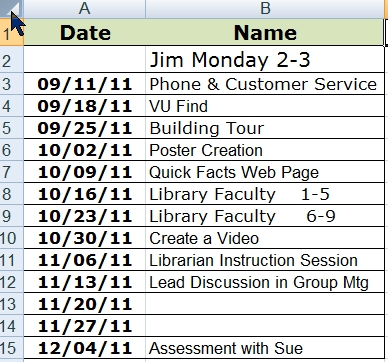 A B
1 Date Name
2 Jim Monday 2-3
3 09/11/11 Phone & Customer Service
4 09/18/11 VU Find
5 09/25/11 Building Tour
6 10/02/11 Poster Creation
7 10/09/11 Quick Facts Web Page
8 10/16/11 Library Faculty 1-5
9 10/23/11 Library Faculty 6-9
10 10/30/11 Create a Video
11 11/06/11 Librarian Instruction Session
12 11/13/11 Lead Discussion in Group Mtg
13 11/20/11
14 11/27/11
15 12/04/11 Assessment with Sue